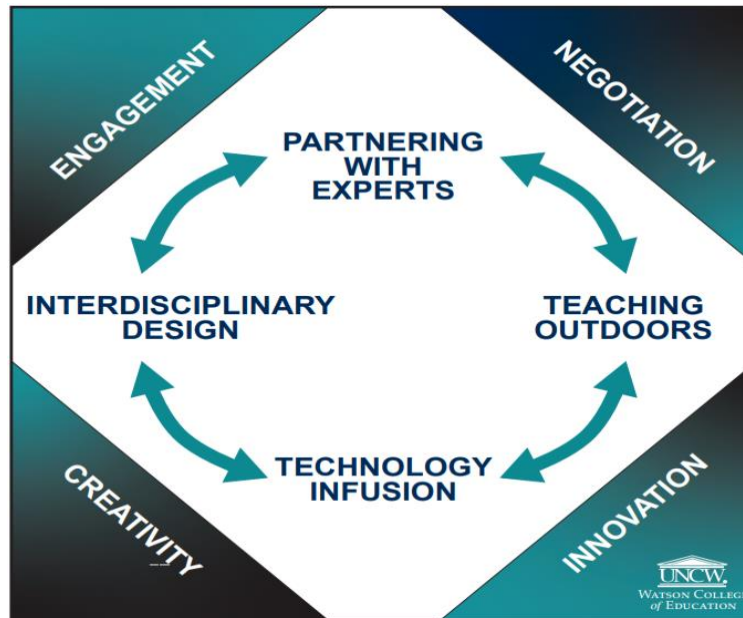 ENGAGEMENT
NEGOTIATION
PARTNERING
WITH
EXPERTS
INTERDISCIPLINARY
DESIGN
TEACHING
OUTDOORS
TECHNOLOGY
INFUSION
CREATIVITY
INNOVATION
UNCW
WATSON COLLEGE
of EDUCATION